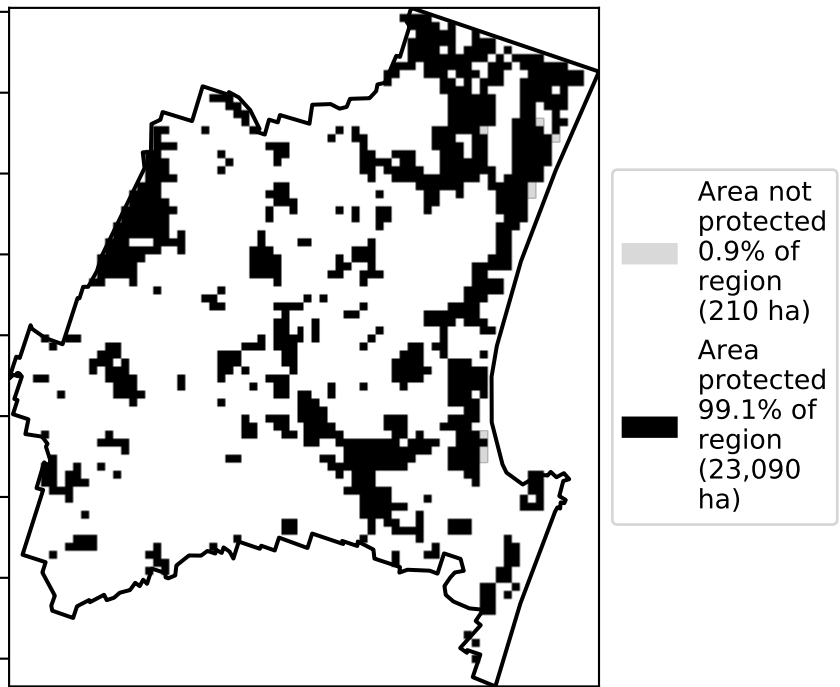 Area not
protected
0.9% of
region
(210 ha)
Area
protected
99.1% of
region
(23,090
ha)